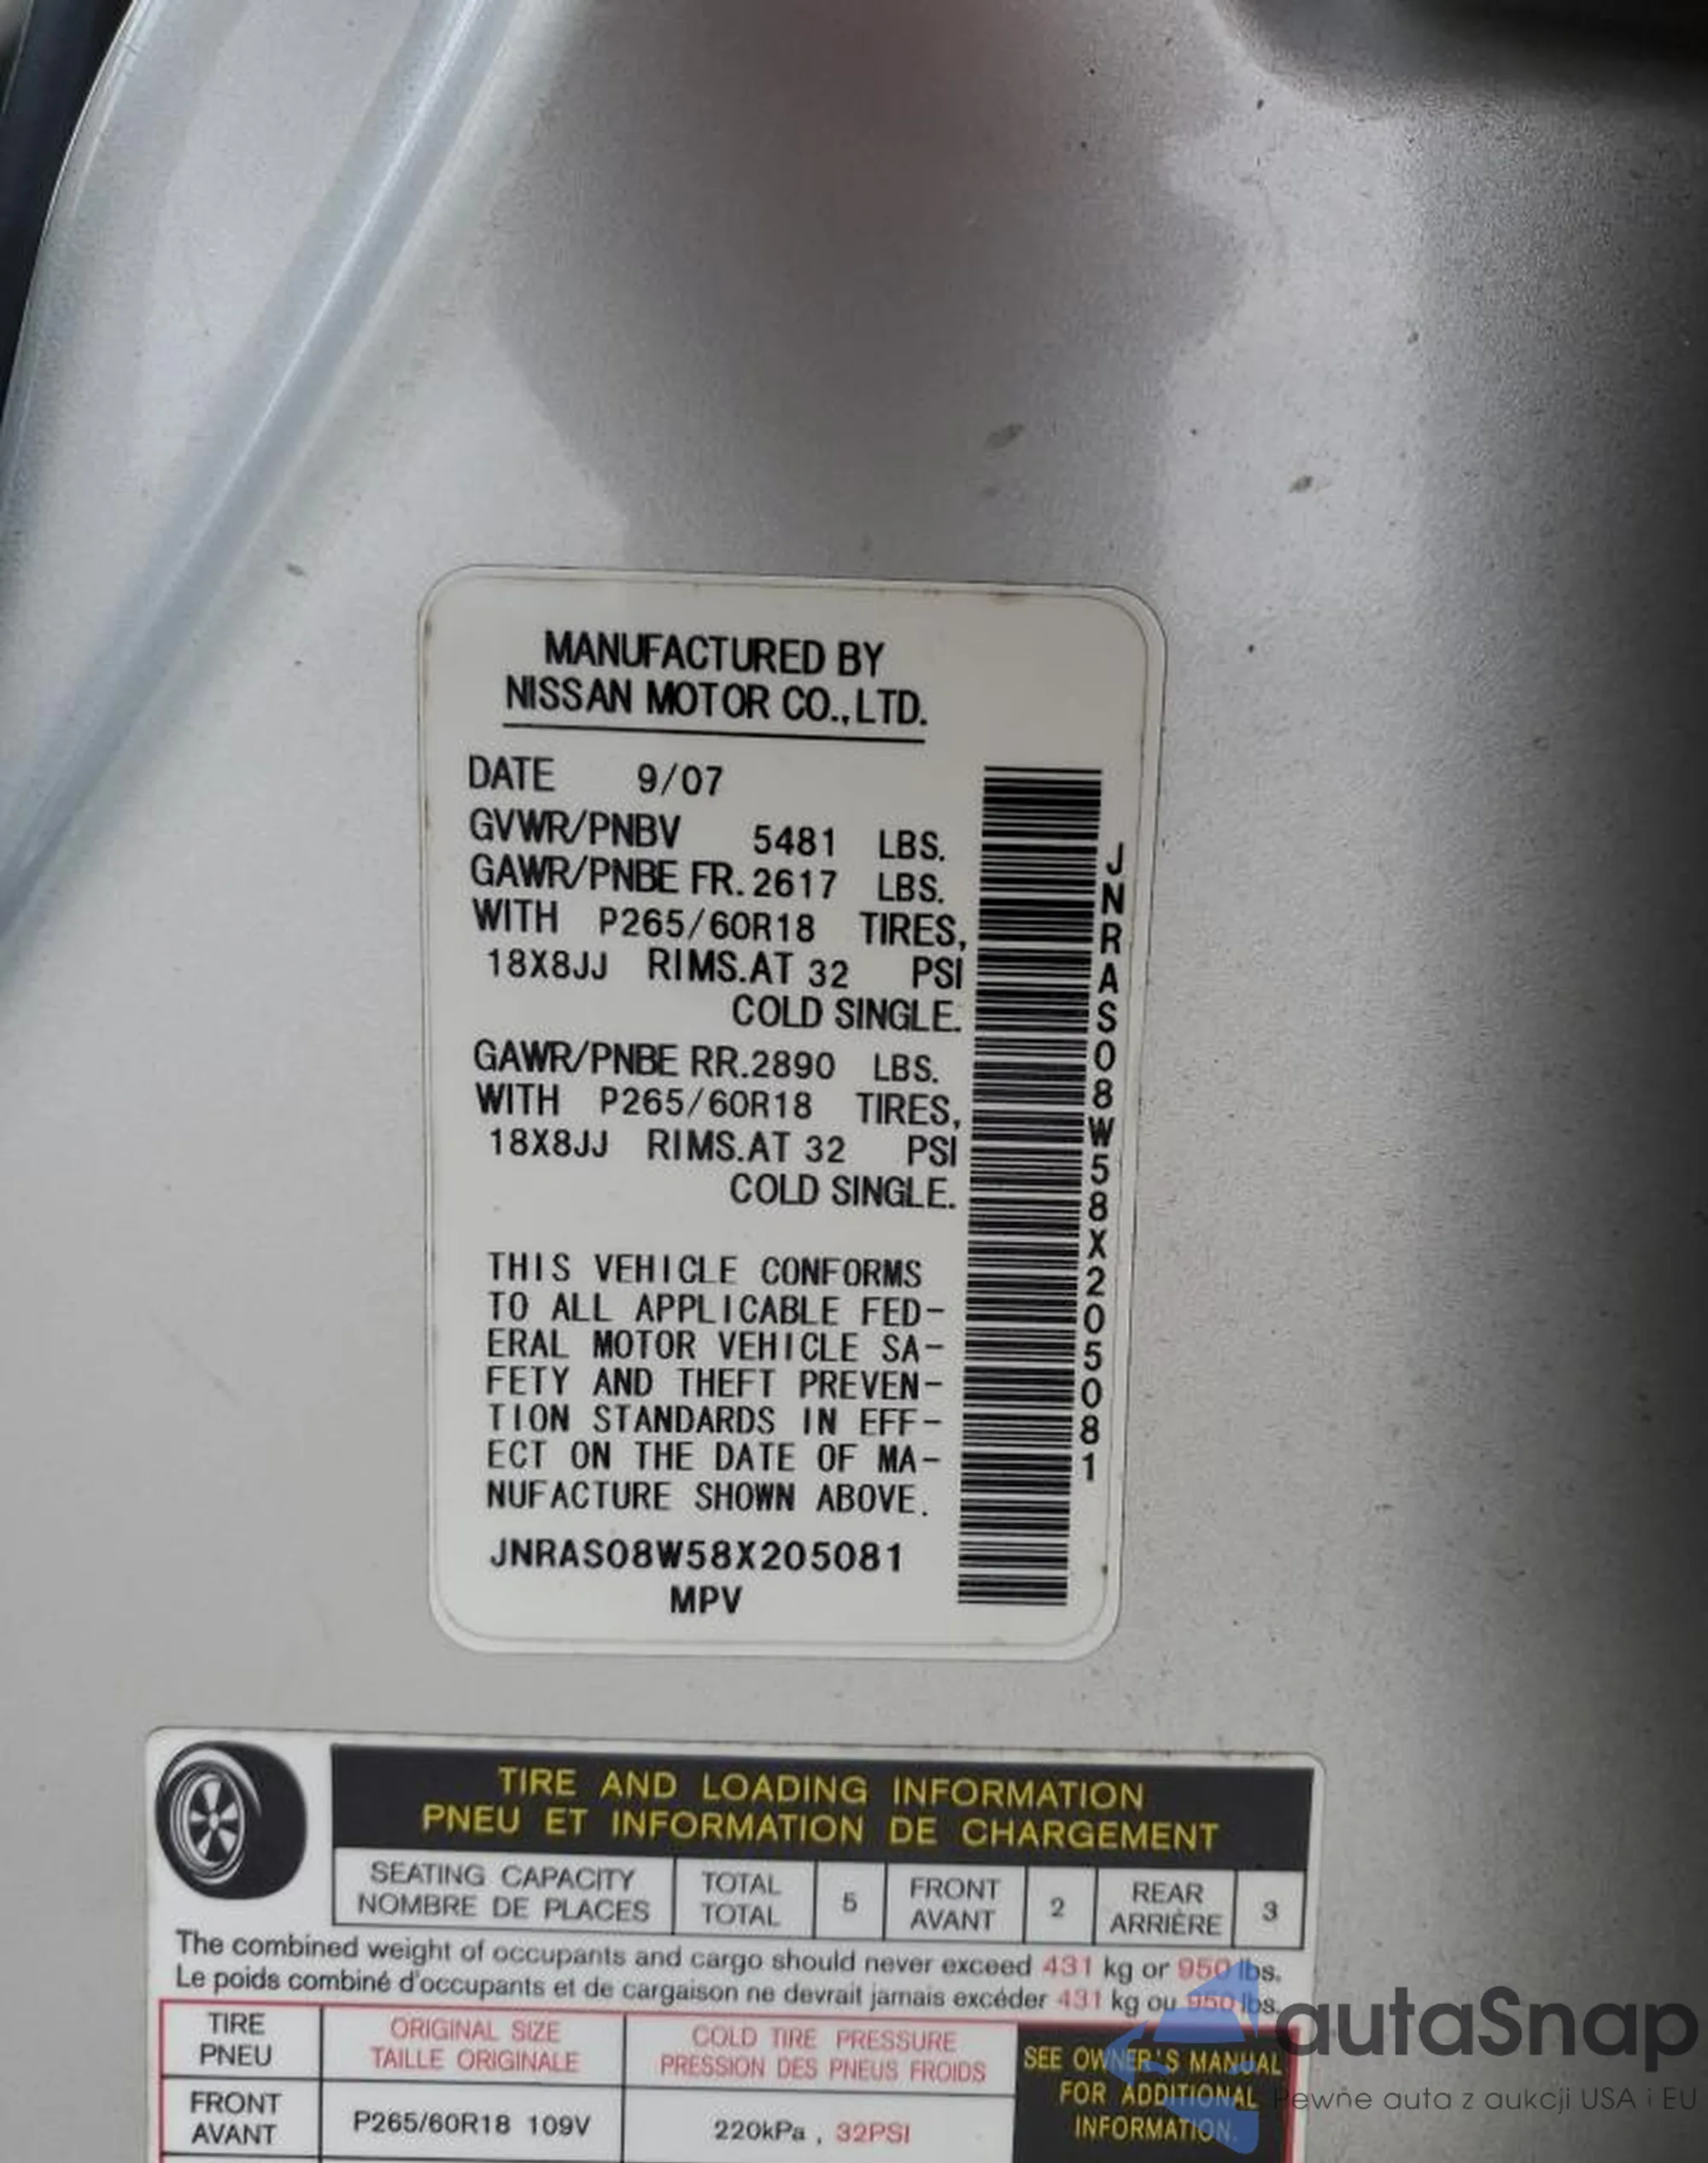 MANUFACTURED BY
NISSAN MOTOR CO.,LTD.
DATE 9/07
GVWR/PNBV 5481 LBS.
GAWR/PNBE FR. 2617 LBS.
WITH P265/60R18 TIRES,
18X8JJ RIMS.AT 32 PSI
COLD SINGLE.
GAWR/PNBE RR.2890 LBS.
WITH P265/60R18 TIRES,
18X8JJ RIMS.AT 32 PSI
COLD SINGLE.
THIS VEHICLE CONFORMS
TO ALL APPLICABLE FED-
ERAL MOTOR VEHICLE SA-
FETY AND THEFT PREVEN-
TION STANDARDS IN EFF-
ECT ON THE DATE OF MA-
NUFACTURE SHOWN ABOVE.
JNRAS08W58X205081
MPV
JNRAS08W58X205081
TIRE AND LOADING INFORMATION
PNEU ET INFORMATION DE CHARGEMENT
SEATING CAPACITY TOTAL 5 FRONT 2 REAR 3
NOMBRE DE PLACES TOTAL AVANT ARRIÈRE
The combined weight of occupants and cargo should never exceed 431 kg or 950 lbs.
Le poids combiné d'occupants et de cargaison ne devrait jamais excéder 431 kg ou 950 lbs.
TIRE ORIGINAL SIZE COLD TIRE PRESSURE
PNEU TAILLE ORIGINALE PRESSION DES PNEUS FROIDS
SEE OWNER'S MANUAL
FOR ADDITIONAL
INFORMATION.
FRONT
AVANT P265/60R18 109V 220kPa , 32PSI
autaSnap
Pewne auta z aukcji USA i EU